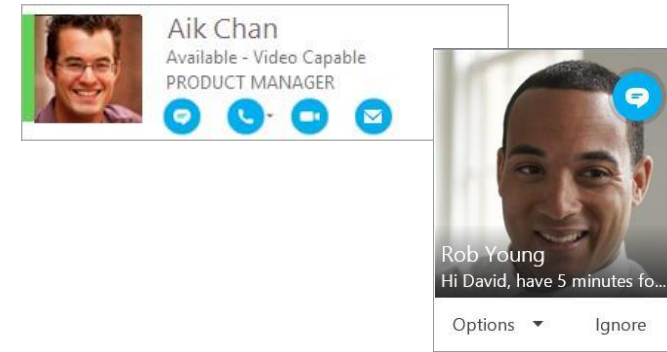 Aik Chan
Available - Video Capable
PRODUCT MANAGER
Rob Young
Hi David, have 5 minutes fo...
Options
Ignore